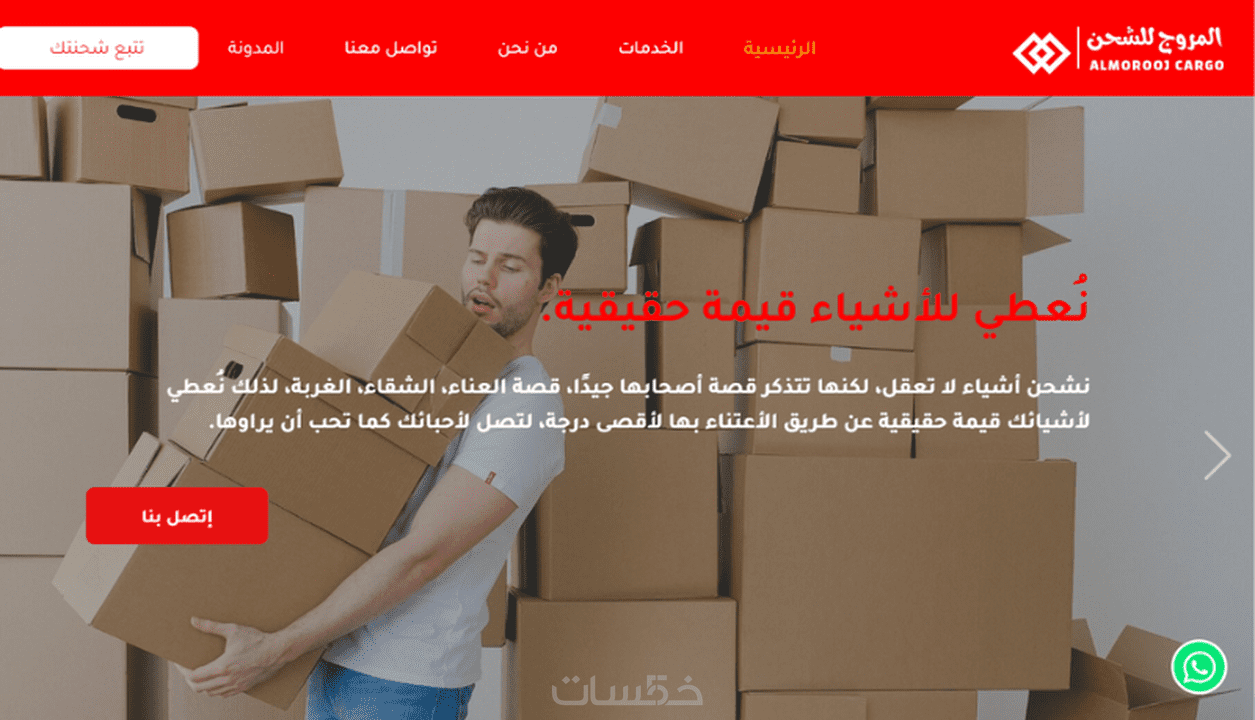 المروج للشحن
ALMOROOJ CARGO
الرئيسية
الخدمات
من نحن
تواصل معنا
المدونة
تتبع شحنتك
نُعطي للأشياء قيمة حقيقية.
نشحن أشياء لا تعقل، لكنها تتذكر قصة أصحابها جيدًا، قصة العناء، الشقاء، الغربة، لذلك نُعطي
لأشيائك قيمة حقيقية عن طريق الأعتناء بها لأقصى درجة، لتصل لأحبائك كما تحب أن يراوها.
إتصل بنا
خمسات